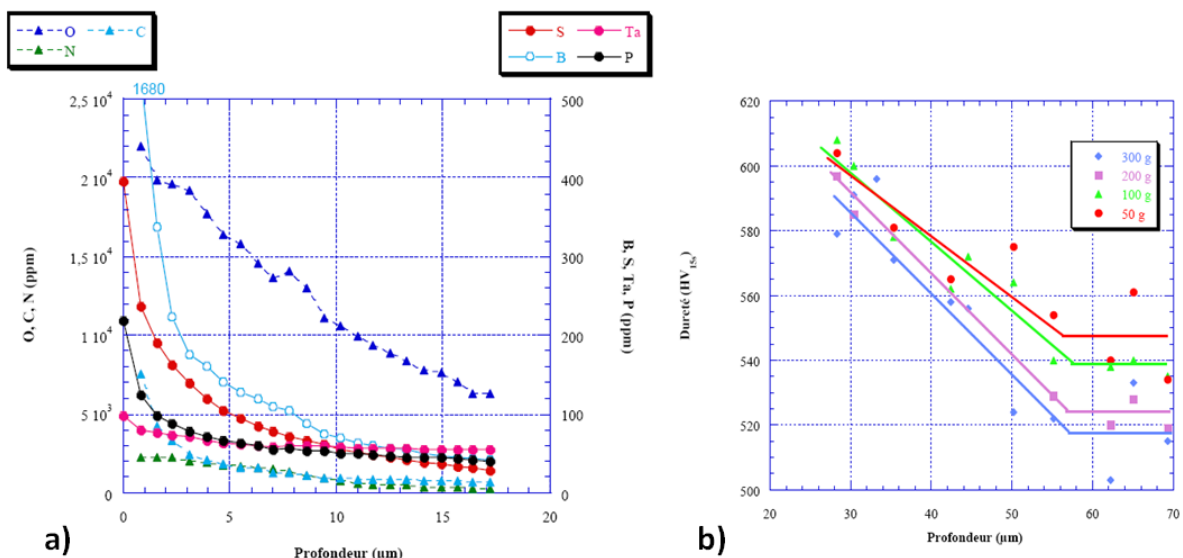 O C
N
S Ta
B P
1680
2,5 10⁴
2 10⁴
1,5 10⁴
1 10⁴
5 10³
0
500
400
300
200
100
0
O, C, N (ppm)
B, S, Ta, P (ppm)
0 5 10 15 20
Profondeur (µm)
a)
620
600
580
560
540
520
500
Dureté (HV15s)
300 g
200 g
100 g
50 g
20 30 40 50 60 70
Profondeur (µm)
b)